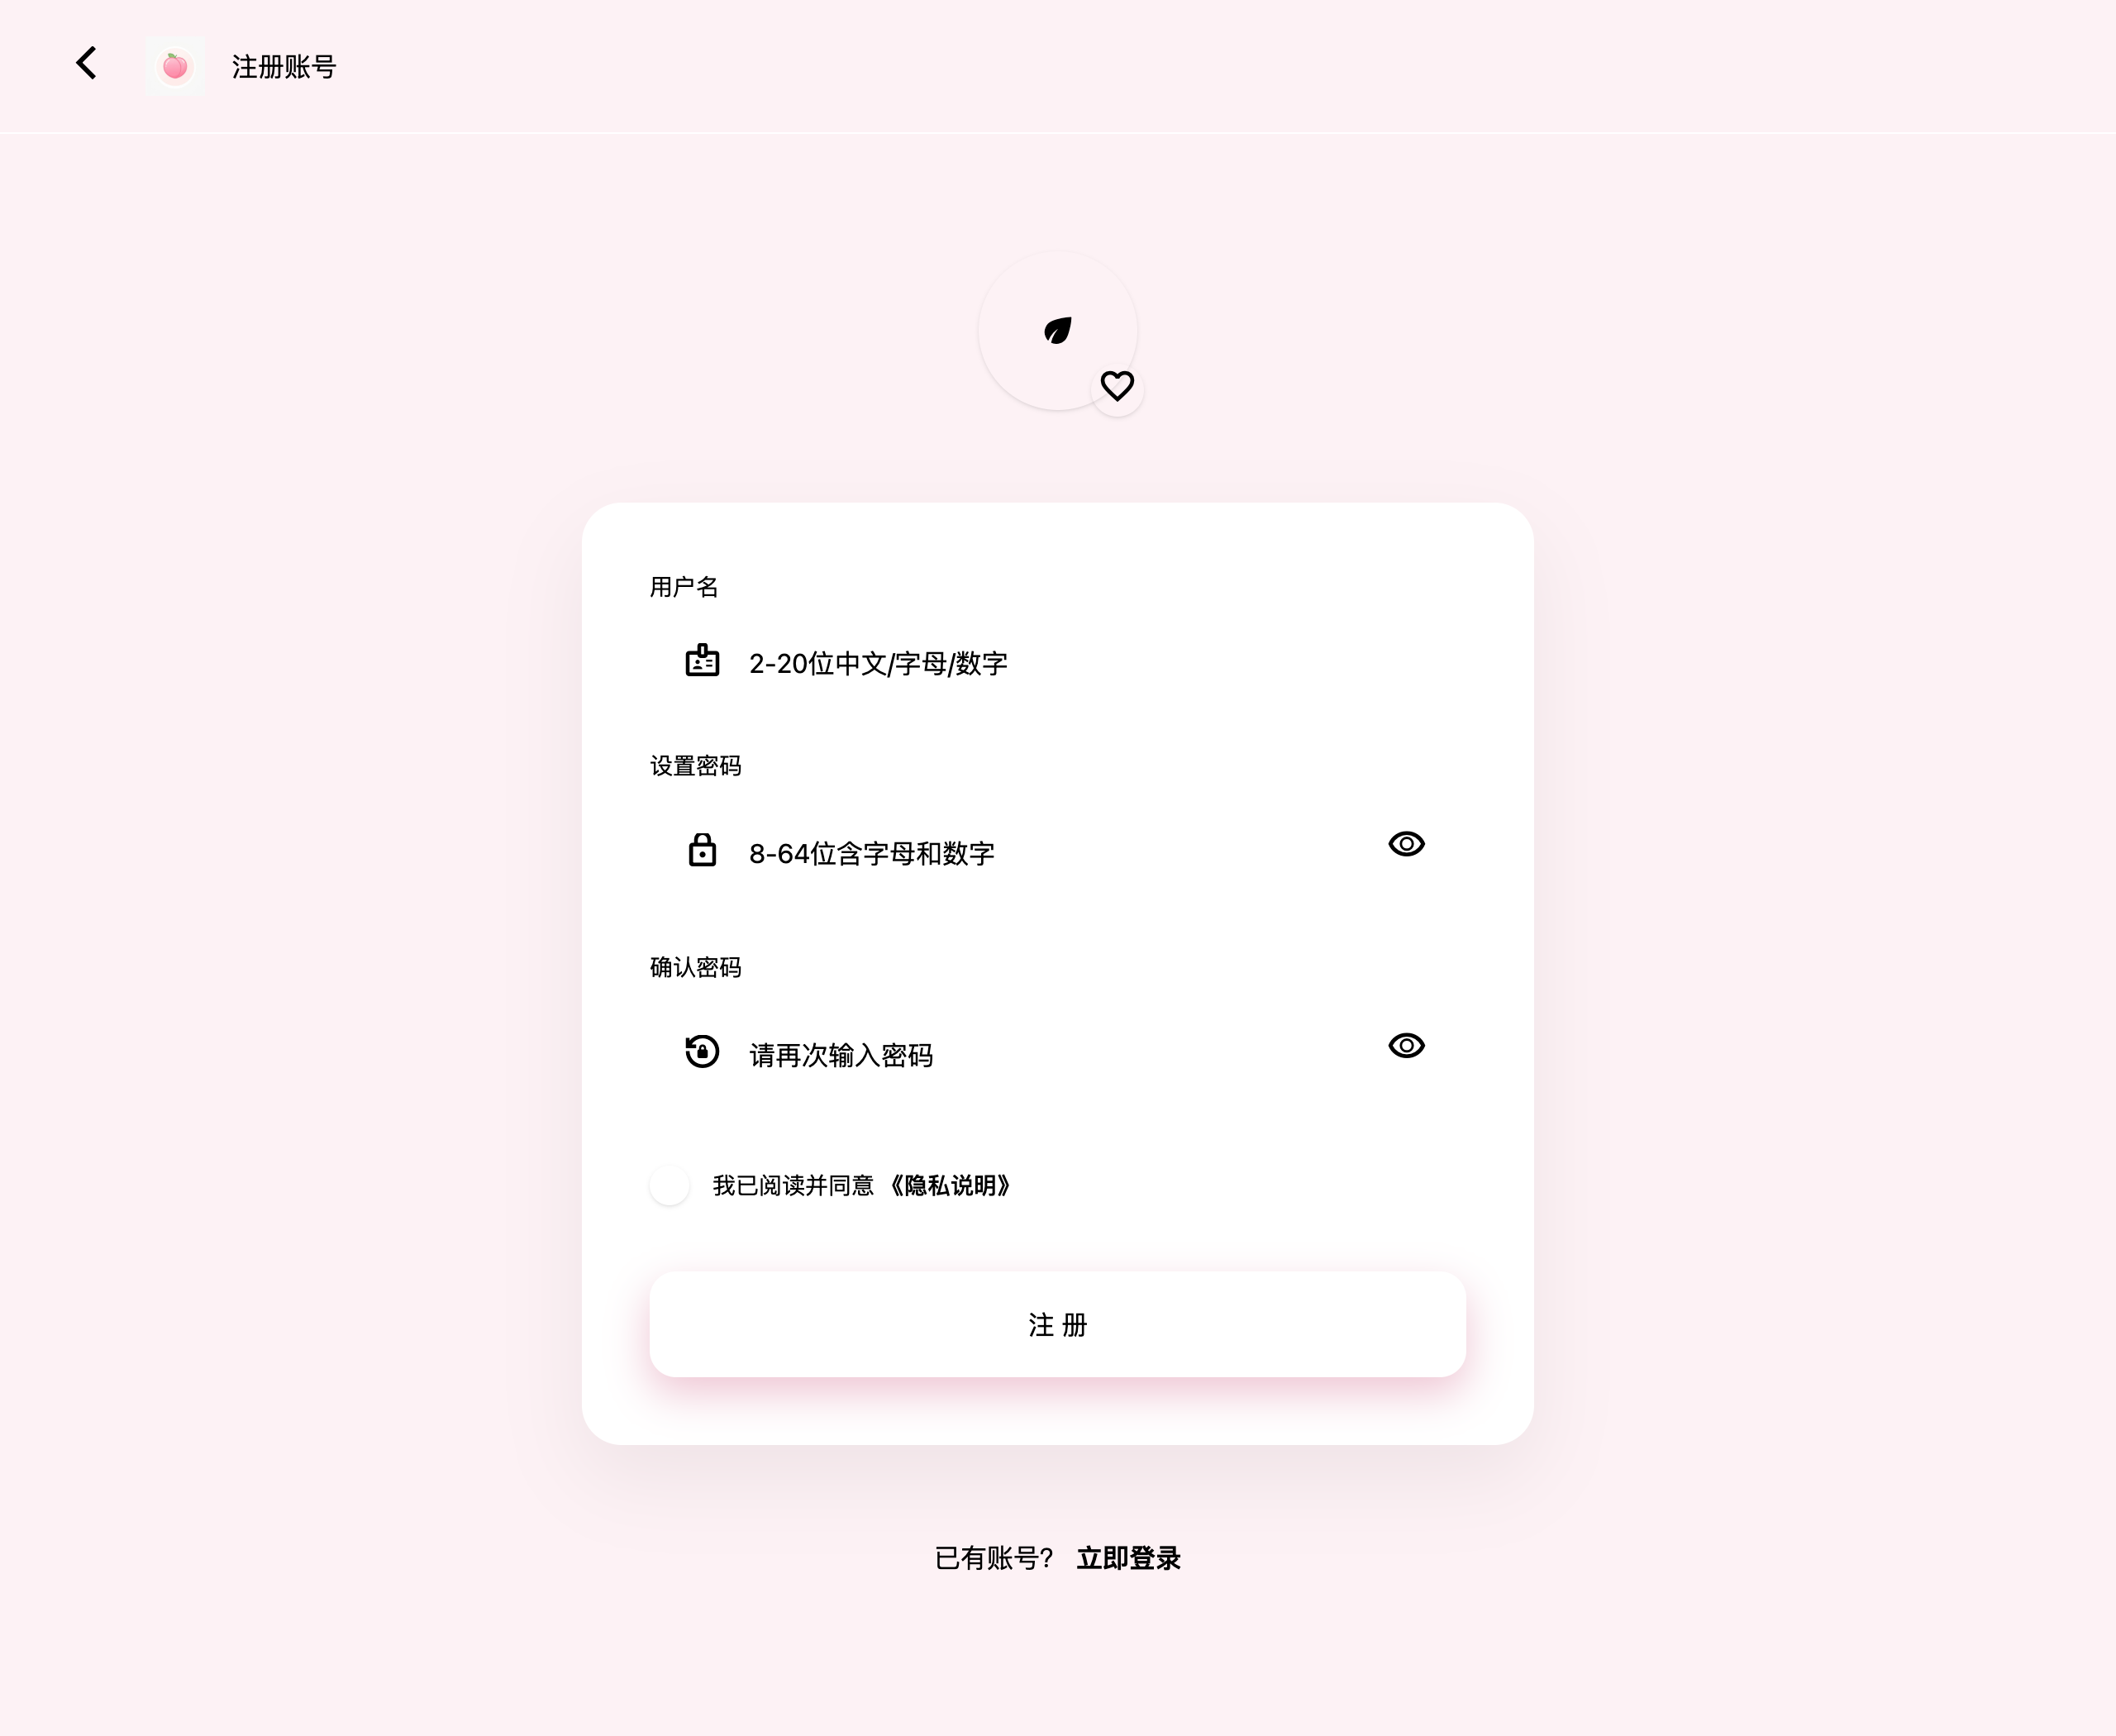 注册账号
用户名
2-20位中文/字母/数字
设置密码
8-64位含字母和数字
确认密码
请再次输入密码
我已阅读并同意 《隐私说明》
注 册
已有账号? 立即登录